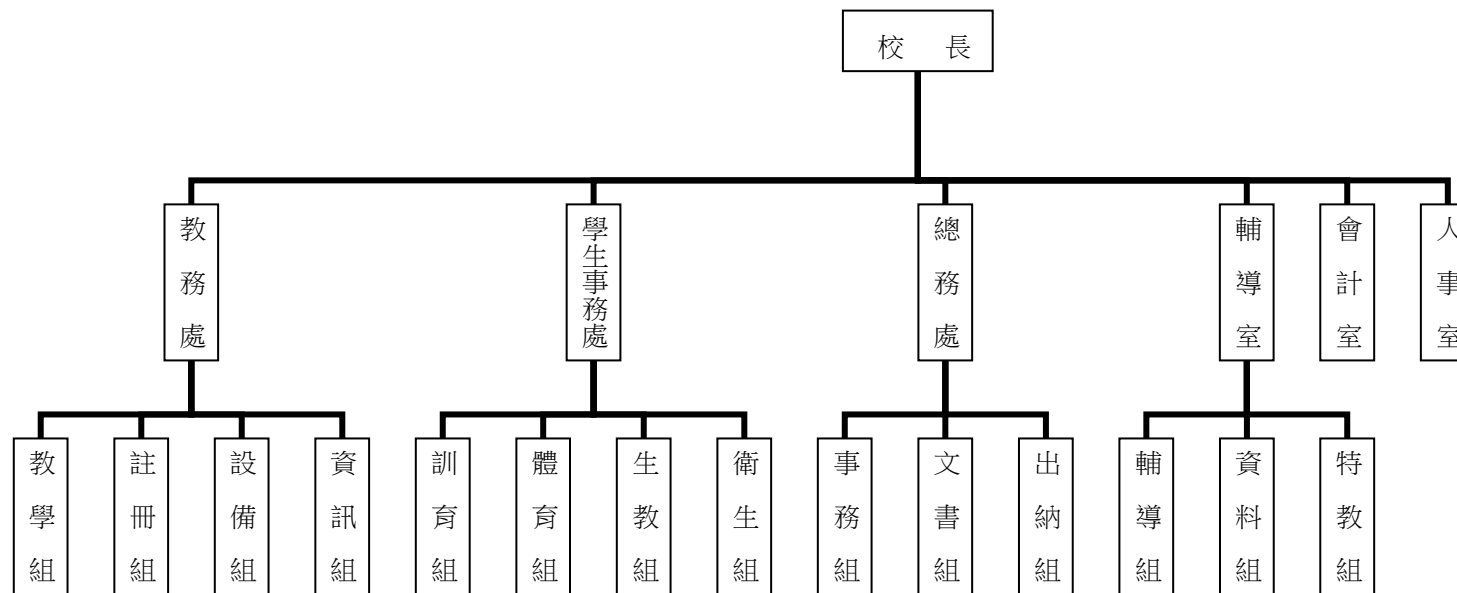 校 長
教務處
學生事務處
總務處
輔導室
會計室
人事室
教學組
註冊組
設備組
資訊組
訓育組
體育組
生教組
衛生組
事務組
文書組
出納組
輔導組
資料組
特教組